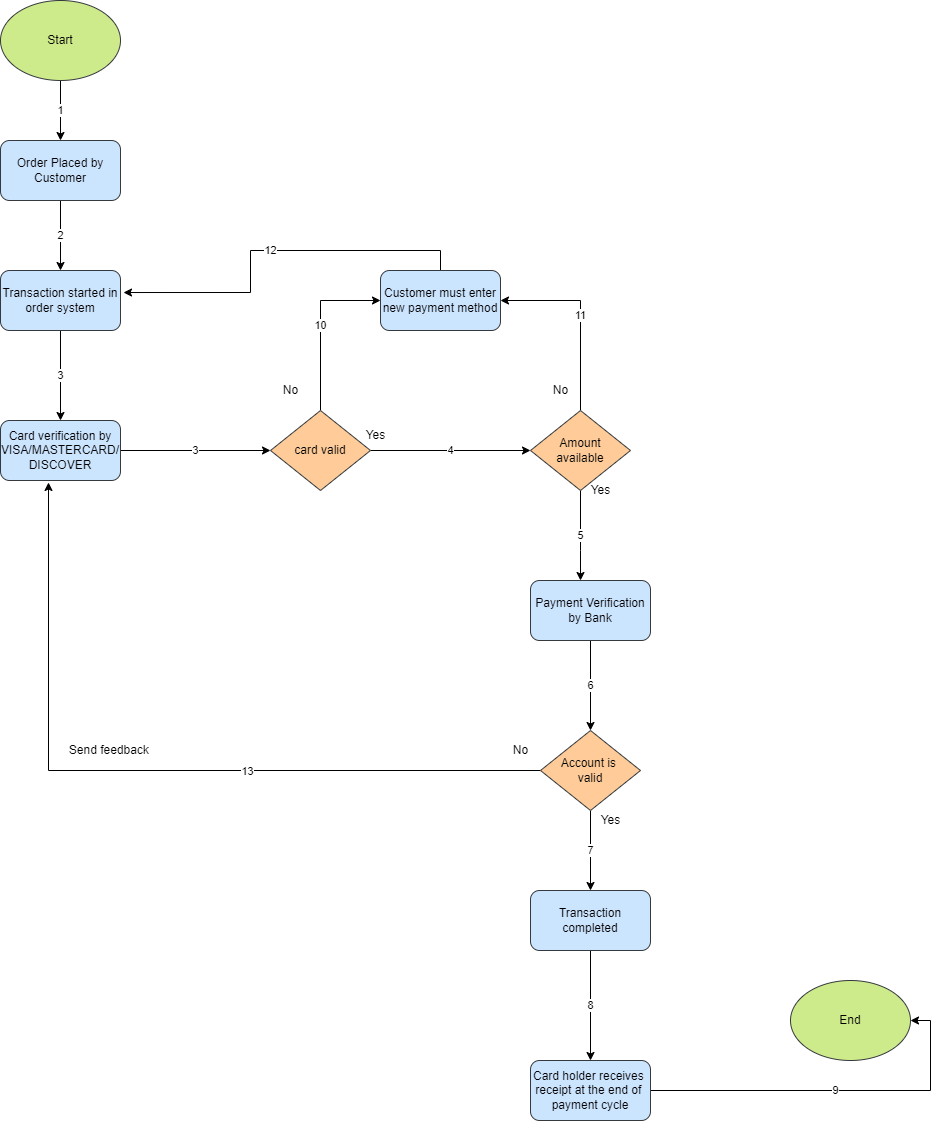 Start
1
Order Placed by
Customer
2
12
Transaction started in
order system
Customer must enter
new payment method
10
11
3
No
No
Card verification by
VISA/MASTERCARD/
DISCOVER
3
card valid
Yes
4
Amount
available
Yes
5
Payment Verification
by Bank
6
Send feedback
13
No
Account is
valid
Yes
7
Transaction
completed
8
End
Card holder receives
receipt at the end of
payment cycle
9